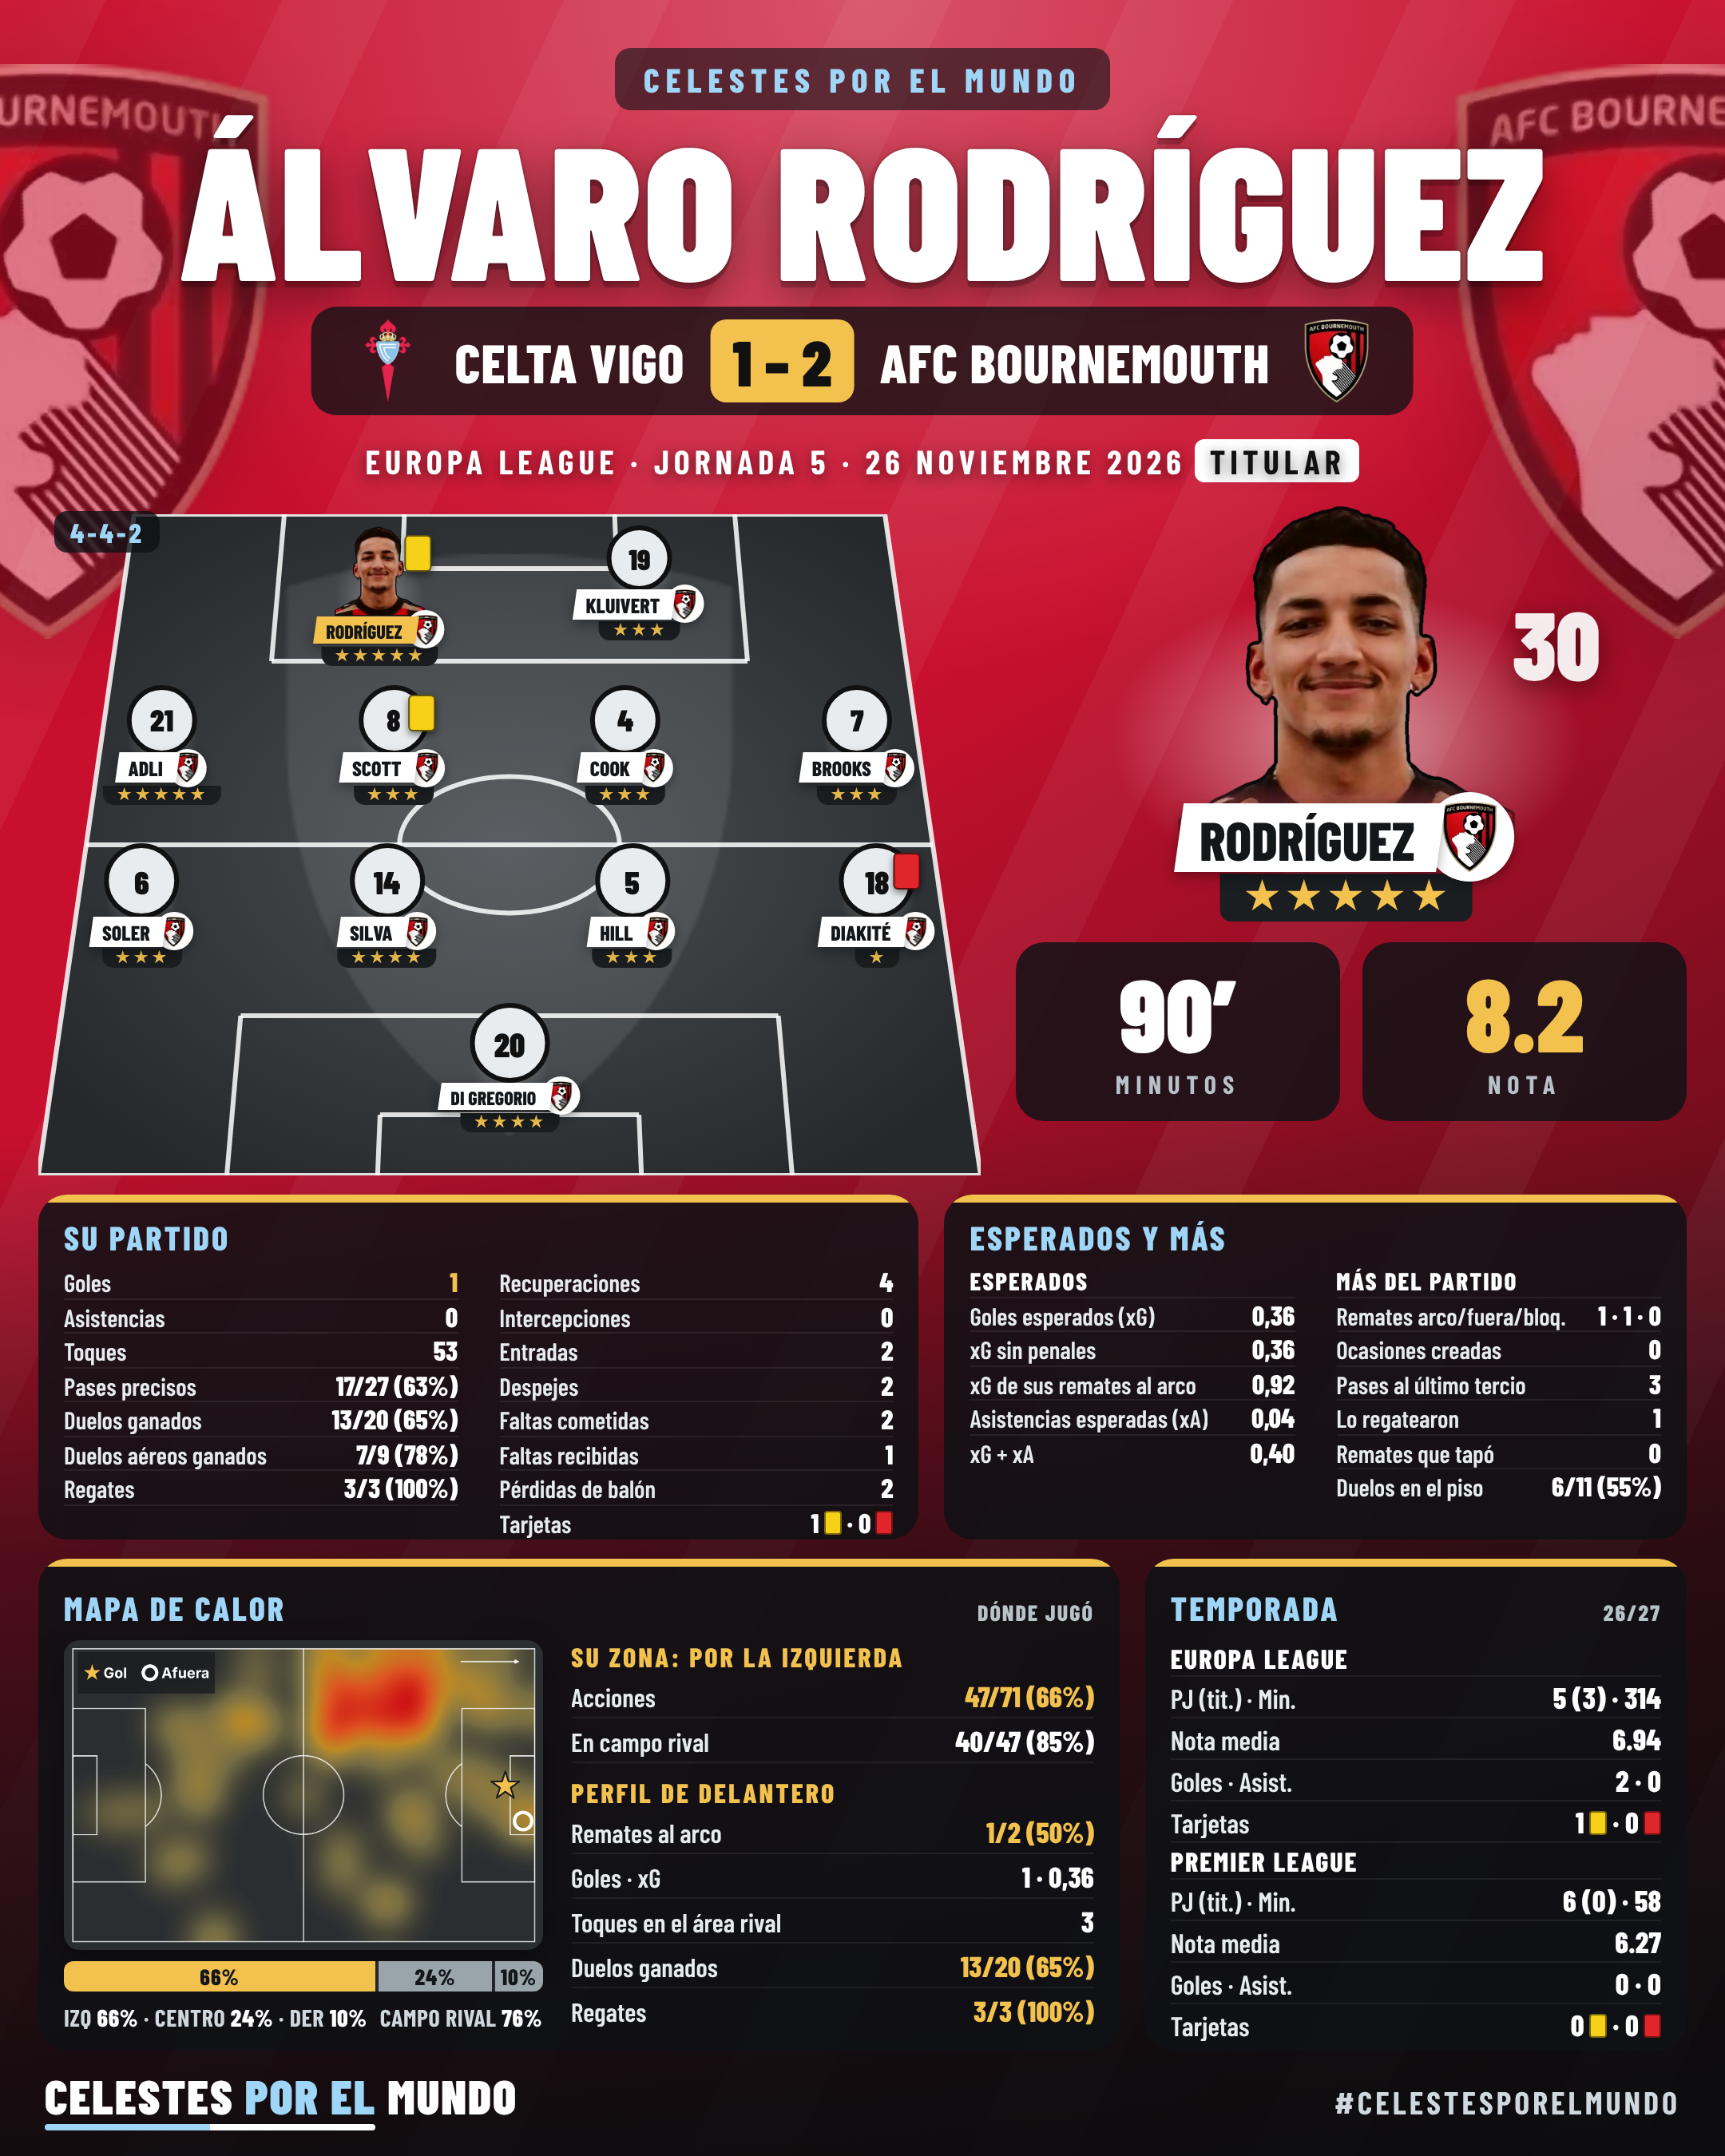 CELESTES POR EL MUNDO
URNEMOUTH
AFC BOURNE
ÁLVARO RODRÍGUEZ
CELTA VIGO 1 - 2 AFC BOURNEMOUTH
AFC BOURNEMOUTH
EUROPA LEAGUE · JORNADA 5 · 26 NOVIEMBRE 2026 TITULAR
4-4-2
RODRÍGUEZ
19
KLUIVERT
21
ADLI
8
SCOTT
4
COOK
7
BROOKS
6
SOLER
14
SILVA
5
HILL
18
DIAKITÉ
20
DI GREGORIO
30
RODRÍGUEZ
AFC BOURNEMOUTH
90′
MINUTOS
8.2
NOTA
SU PARTIDO
Goles 1
Asistencias 0
Toques 53
Pases precisos 17/27 (63%)
Duelos ganados 13/20 (65%)
Duelos aéreos ganados 7/9 (78%)
Regates 3/3 (100%)
Recuperaciones 4
Intercepciones 0
Entradas 2
Despejes 2
Faltas cometidas 2
Faltas recibidas 1
Pérdidas de balón 2
Tarjetas 1 · 0
ESPERADOS Y MÁS
ESPERADOS
Goles esperados (xG) 0,36
xG sin penales 0,36
xG de sus remates al arco 0,92
Asistencias esperadas (xA) 0,04
xG + xA 0,40
MÁS DEL PARTIDO
Remates arco/fuera/bloq. 1 · 1 · 0
Ocasiones creadas 0
Pases al último tercio 3
Lo regatearon 1
Remates que tapó 0
Duelos en el piso 6/11 (55%)
MAPA DE CALOR
DÓNDE JUGÓ
Gol Afuera
66% 24% 10%
IZQ 66% · CENTRO 24% · DER 10% CAMPO RIVAL 76%
SU ZONA: POR LA IZQUIERDA
Acciones 47/71 (66%)
En campo rival 40/47 (85%)
PERFIL DE DELANTERO
Remates al arco 1/2 (50%)
Goles · xG 1 · 0,36
Toques en el área rival 3
Duelos ganados 13/20 (65%)
Regates 3/3 (100%)
TEMPORADA 26/27
EUROPA LEAGUE
PJ (tit.) · Min. 5 (3) · 314
Nota media 6.94
Goles · Asist. 2 · 0
Tarjetas 1 · 0
PREMIER LEAGUE
PJ (tit.) · Min. 6 (0) · 58
Nota media 6.27
Goles · Asist. 0 · 0
Tarjetas 0 · 0
CELESTES POR EL MUNDO
#CELESTESPORELMUNDO